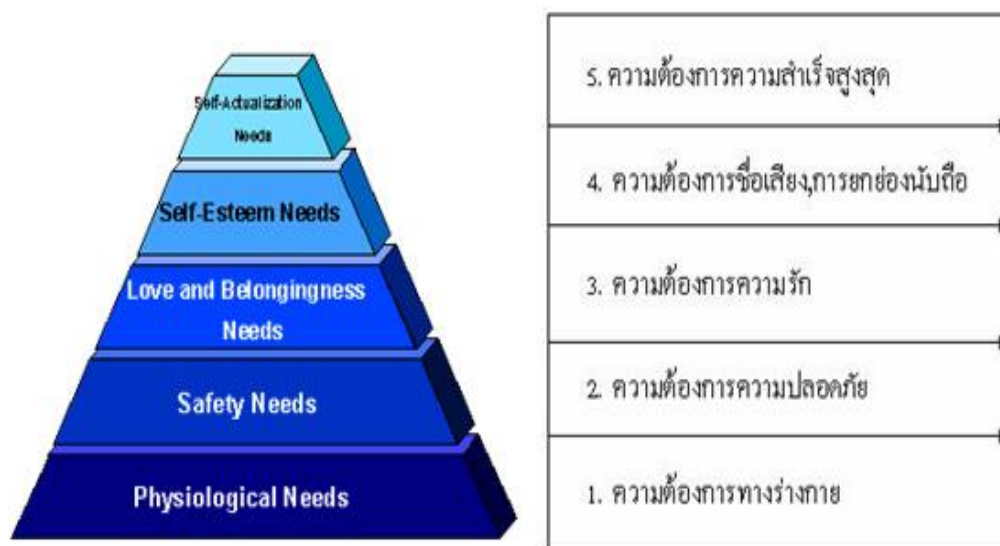 Self-Actualization
Needs
Self-Esteem Needs
Love and Belongingness
Needs
Safety Needs
Physiological Needs
5. ความต้องการความสำเร็จสูงสุด
4. ความต้องการชื่อเสียง,การยกย่องนับถือ
3. ความต้องการความรัก
2. ความต้องการความปลอดภัย
1. ความต้องการทางร่างกาย